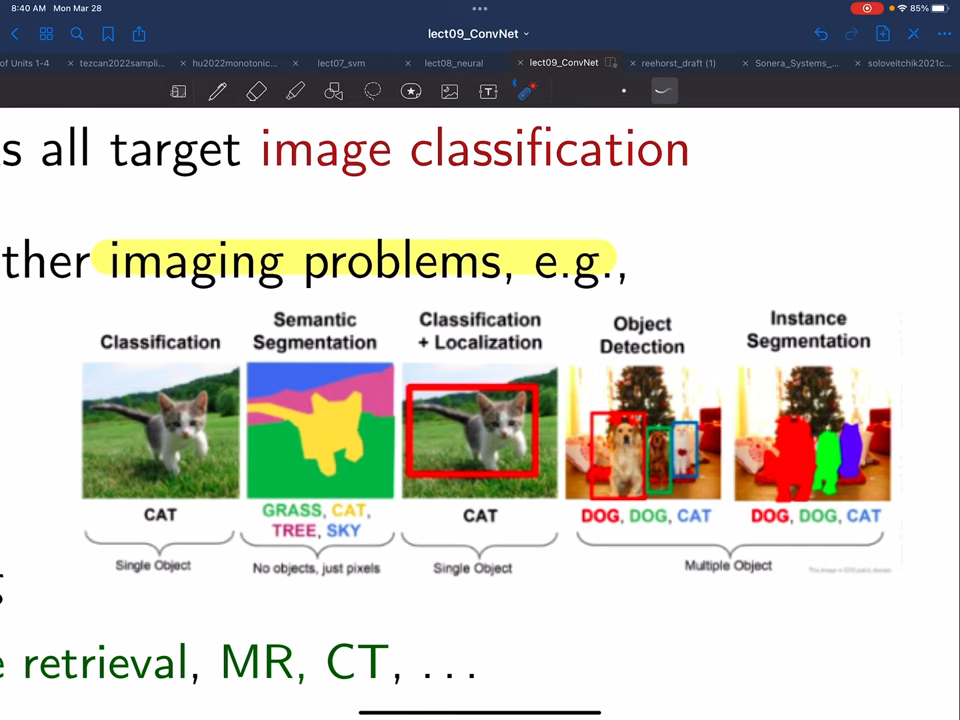 8:40 AM Mon Mar 28
85%
lect09_ConvNet
of Units 1-4
tezcan2022sampli...
hu2022monotonic...
lect07_svm
lect08_neural
lect09_ConvNet
reehorst_draft (1)
Sonera_Systems_...
soloveitchik2021c...
s all target image classification
ther imaging problems, e.g.,
Classification
Semantic Segmentation
Classification + Localization
Object Detection
Instance Segmentation
CAT
GRASS, CAT, TREE, SKY
CAT
DOG, DOG, CAT
DOG, DOG, CAT
Single Object
No objects, just pixels
Single Object
Multiple Object
e retrieval, MR, CT, ...